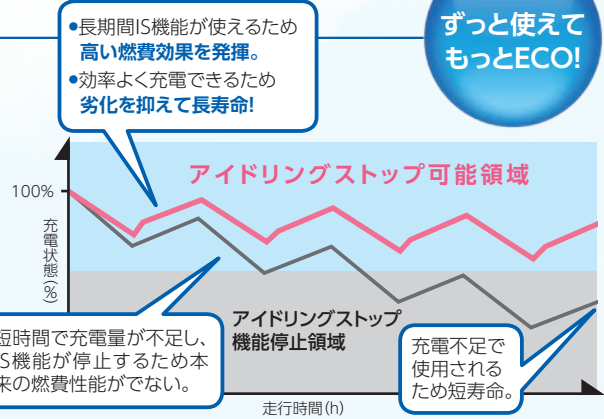 •長期間IS機能が使えるため
高い燃費効果を発揮。
•効率よく充電できるため
劣化を抑えて長寿命!
ずっと使えて
もっとECO!
アイドリングストップ可能領域
100%
充電状態(%)
アイドリングストップ
機能停止領域
短時間で充電量が不足し、
IS機能が停止するため本
来の燃費性能がでない。
充電不足で
使用される
ため短寿命。
走行時間(h)